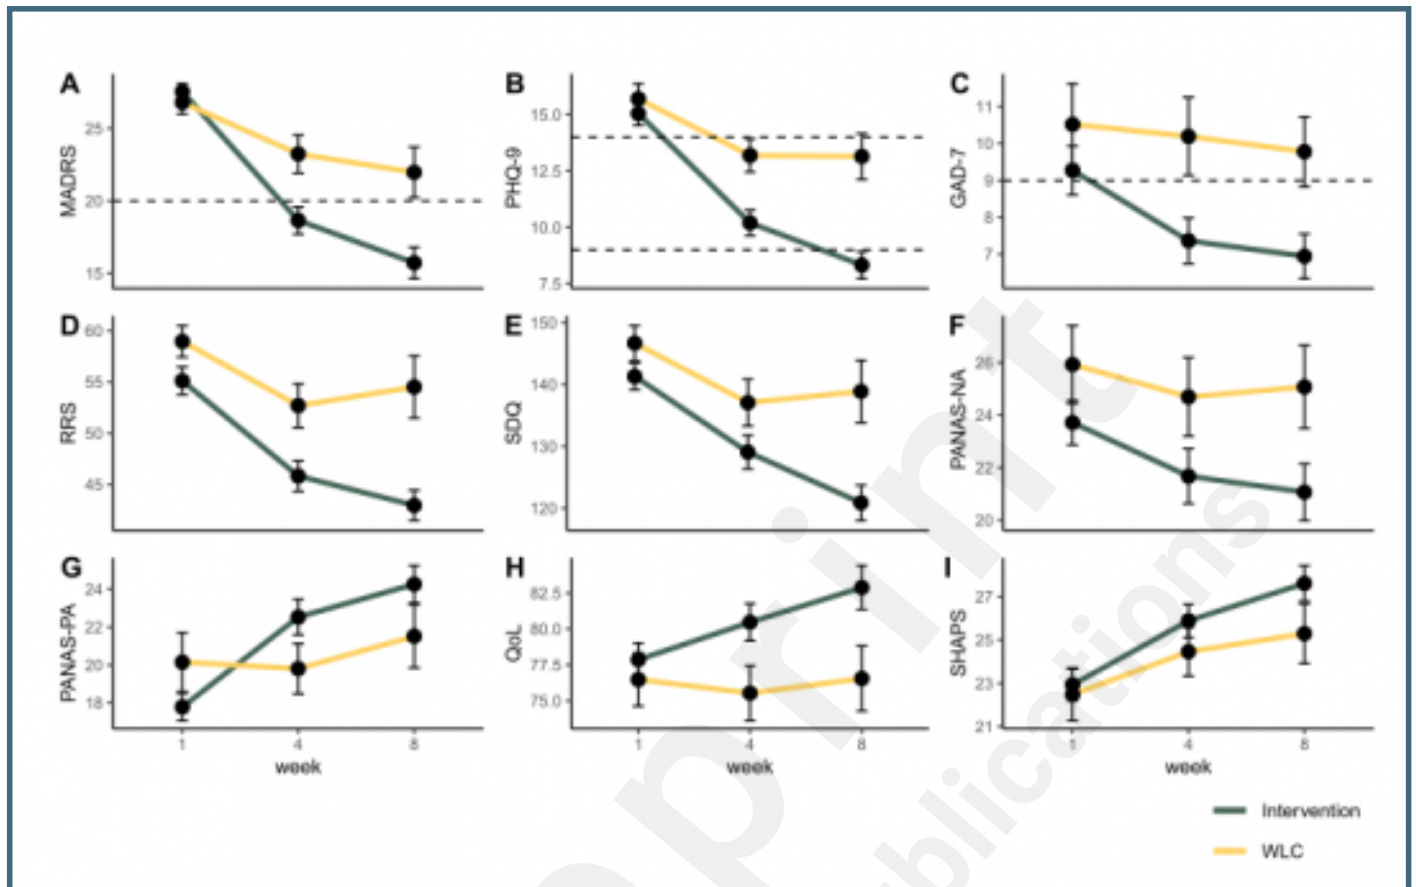 A
B
C
MADRS
25
20
15
PHQ-9
15.0
12.5
10.0
7.5
GAD-7
11
10
9
8
7
D
E
F
RRS
60
55
50
45
SDQ
150
140
130
120
PANAS-NA
26
24
22
20
G
H
I
PANAS-PA
24
22
20
18
QoL
82.5
80.0
77.5
75.0
SHAPS
27
25
23
21
1 4 8
1 4 8
1 4 8
week
week
week
Intervention
WLC
print
blications